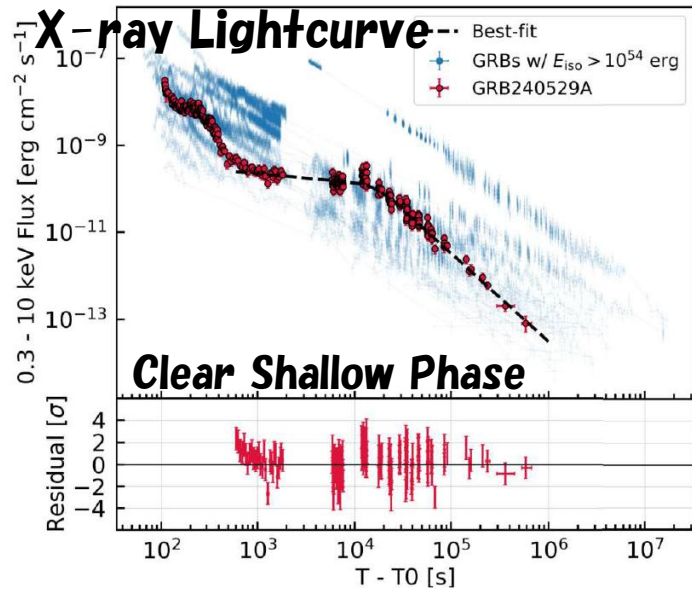 X-ray Lightcurve
Best-fit
GRBs w/ E_iso > 10^54 erg
GRB240529A
10^-7
10^-9
10^-11
10^-13
0.3 - 10 keV Flux [erg cm^-2 s^-1]
Clear Shallow Phase
4
2
0
−2
−4
Residual [σ]
10^2 10^3 10^4 10^5 10^6 10^7
T - T0 [s]